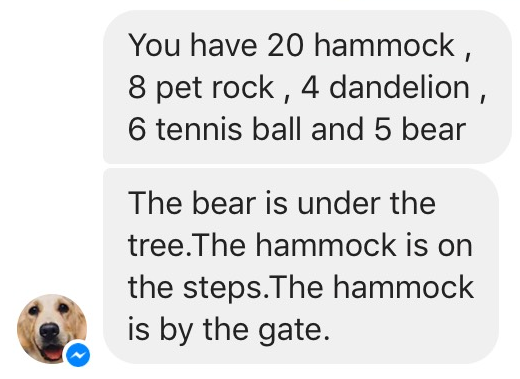 You have 20 hammock ,
8 pet rock , 4 dandelion ,
6 tennis ball and 5 bear
The bear is under the
tree.The hammock is on
the steps.The hammock
is by the gate.